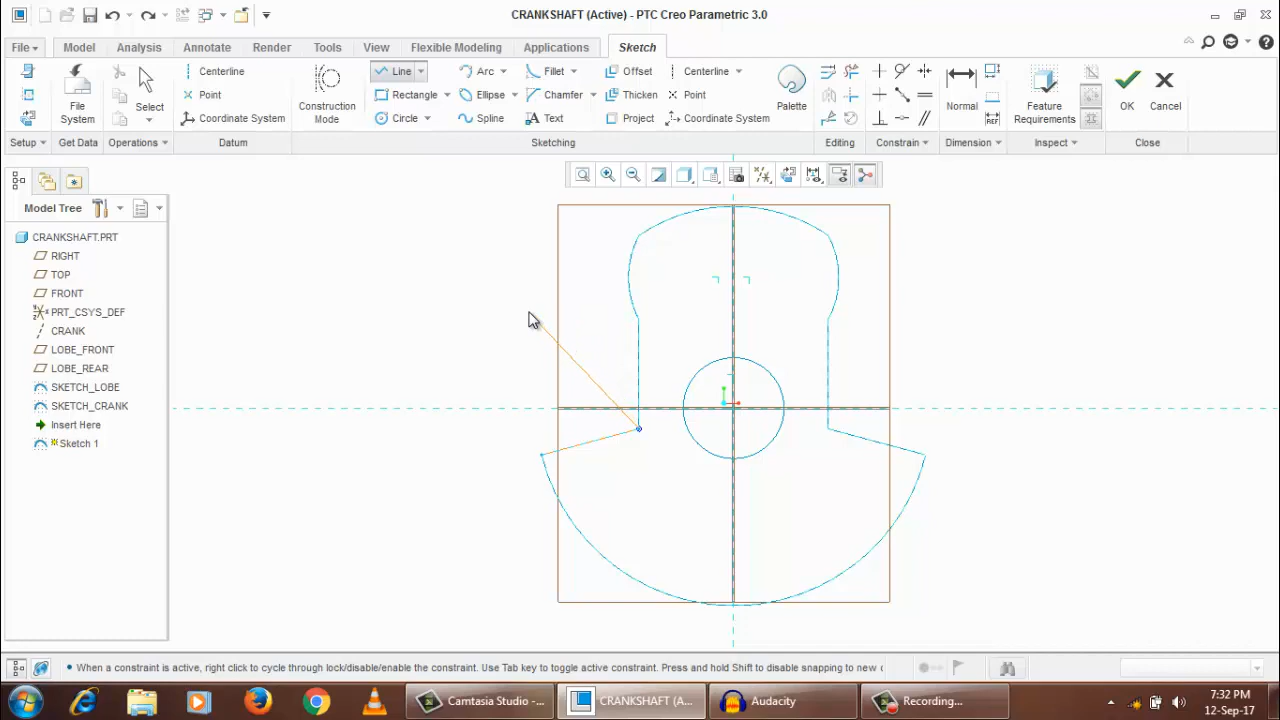 CRANKSHAFT (Active) - PTC Creo Parametric 3.0
File Model Analysis Annotate Render Tools View Flexible Modeling Applications Sketch
Centerline Line Arc Fillet Offset Centerline
File System Select Point Construction Mode Rectangle Ellipse Chamfer Thicken Point Palette Normal REF Feature Requirements OK Cancel
Coordinate System Circle Spline Text Project Coordinate System
Setup Get Data Operations Datum Sketching Editing Constrain Dimension Inspect Close
Model Tree
CRANKSHAFT.PRT
RIGHT
TOP
FRONT
PRT_CSYS_DEF
CRANK
LOBE_FRONT
LOBE_REAR
SKETCH_LOBE
SKETCH_CRANK
Insert Here
Sketch 1
When a constraint is active, right click to cycle through lock/disable/enable the constraint. Use Tab key to toggle active constraint. Press and hold Shift to disable snapping to new
Camtasia Studio -... CRANKSHAFT (A... Audacity Recording... 7:32 PM
12-Sep-17